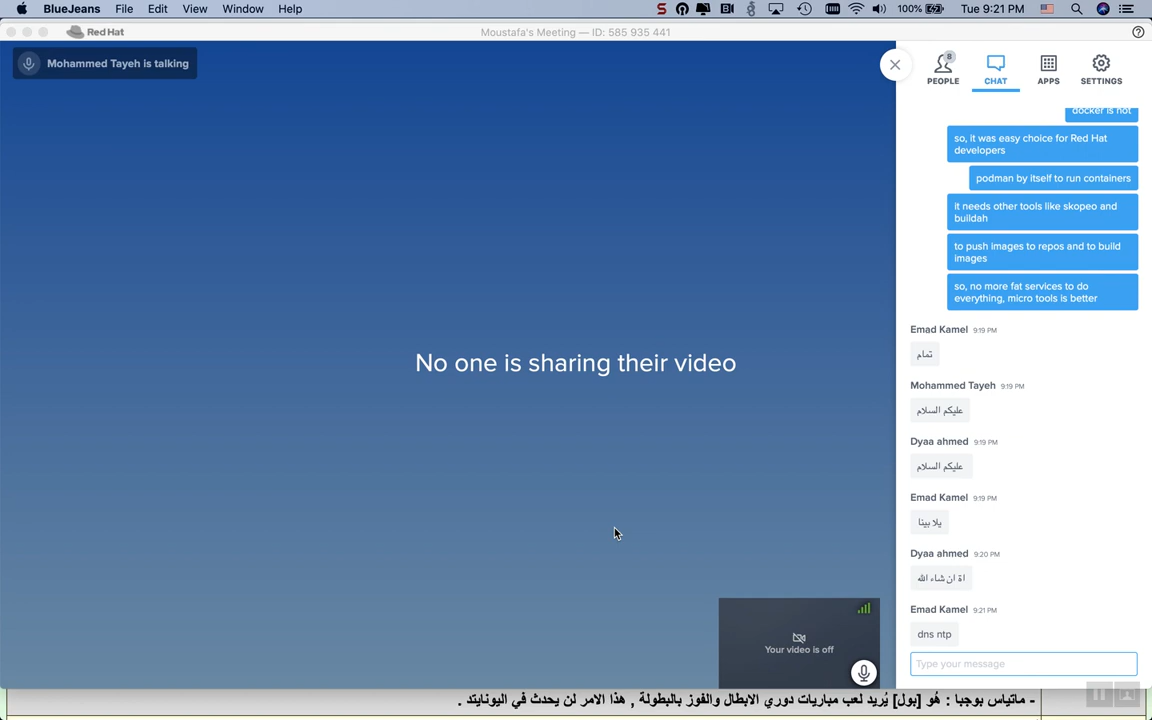 BlueJeans File Edit View Window Help 100% Tue 9:21 PM
Red Hat
Moustafa's Meeting — ID: 585 935 441
Mohammed Tayeh is talking
8
PEOPLE CHAT APPS SETTINGS
docker is not
so, it was easy choice for Red Hat
developers
podman by itself to run containers
it needs other tools like skopeo and
buildah
to push images to repos and to build
images
so, no more fat services to do
everything, micro tools is better
Emad Kamel 9:19 PM
تمام
Mohammed Tayeh 9:19 PM
عليكم السلام
Dyaa ahmed 9:19 PM
عليكم السلام
Emad Kamel 9:19 PM
يلا بينا
Dyaa ahmed 9:20 PM
اة ان شاء الله
Emad Kamel 9:21 PM
dns ntp
Type your message
No one is sharing their video
Your video is off
- ماتياس بوجبا : هُو [بول] يُريد لعب مباريات دوري الابطال والفوز بالبطولة , هذا الامر لن يحدث في اليونايتد .